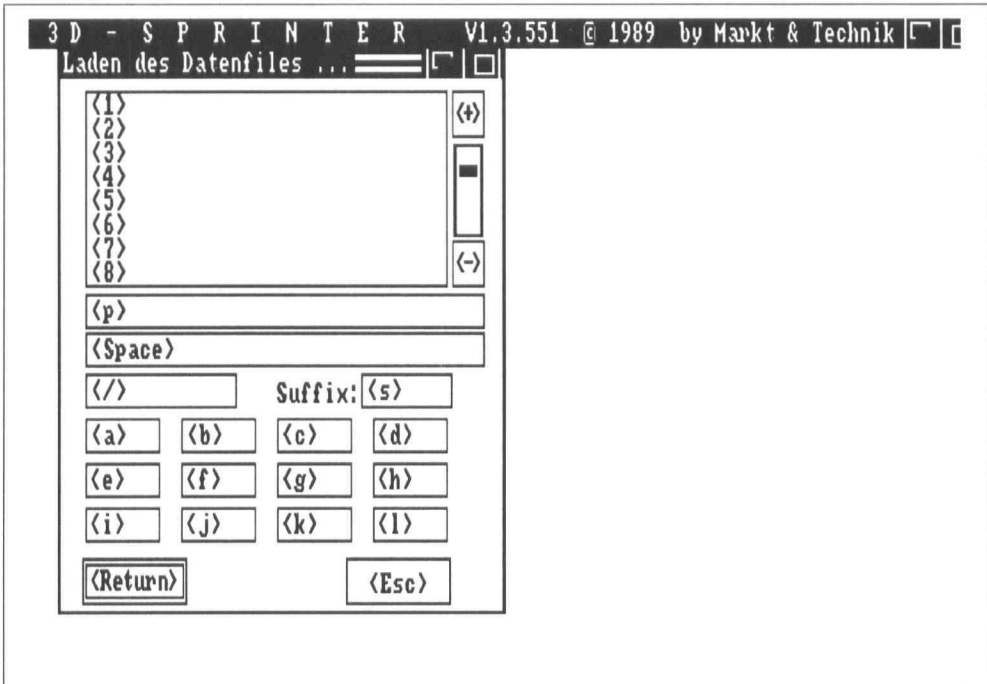 3 D - S P R I N T E R V1.3.551 © 1989 by Markt & Technik
Laden des Datenfiles ...
<1>
<2>
<3>
<4>
<5>
<6>
<7>
<8>
<+>
<->
<p>
<Space>
</> Suffix: <s>
<a> <b> <c> <d>
<e> <f> <g> <h>
<i> <j> <k> <l>
<Return> <Esc>